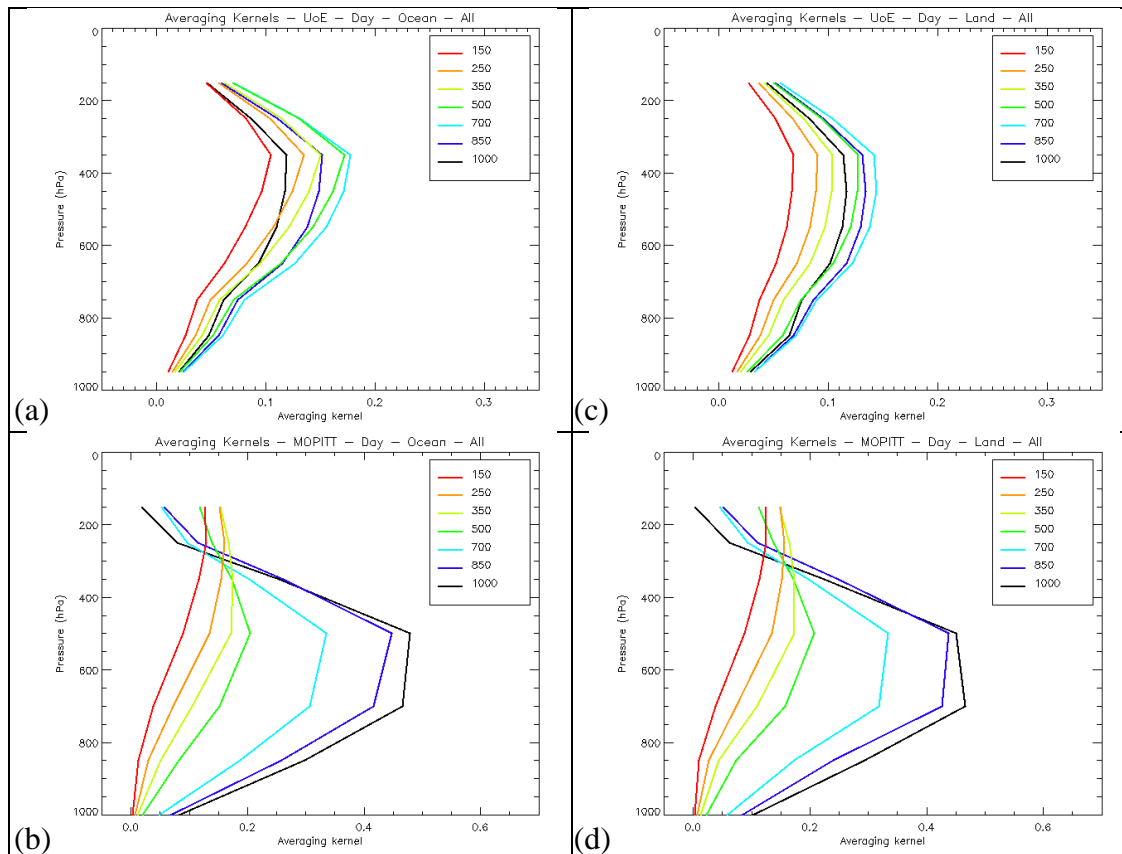 Averaging Kernels – UoE – Day – Ocean – All
0
200
400
600
800
1000
Pressure (hPa)
150
250
350
500
700
850
1000
0.0 0.1 0.2 0.3
Averaging kernel
(a)
Averaging Kernels – UoE – Day – Land – All
0
200
400
600
800
1000
Pressure (hPa)
150
250
350
500
700
850
1000
0.0 0.1 0.2 0.3
Averaging kernel
(c)
Averaging Kernels – MOPITT – Day – Ocean – All
0
200
400
600
800
1000
Pressure (hPa)
150
250
350
500
700
850
1000
0.0 0.2 0.4 0.6
Averaging kernel
(b)
Averaging Kernels – MOPITT – Day – Land – All
0
200
400
600
800
1000
Pressure (hPa)
150
250
350
500
700
850
1000
0.0 0.2 0.4 0.6
Averaging kernel
(d)